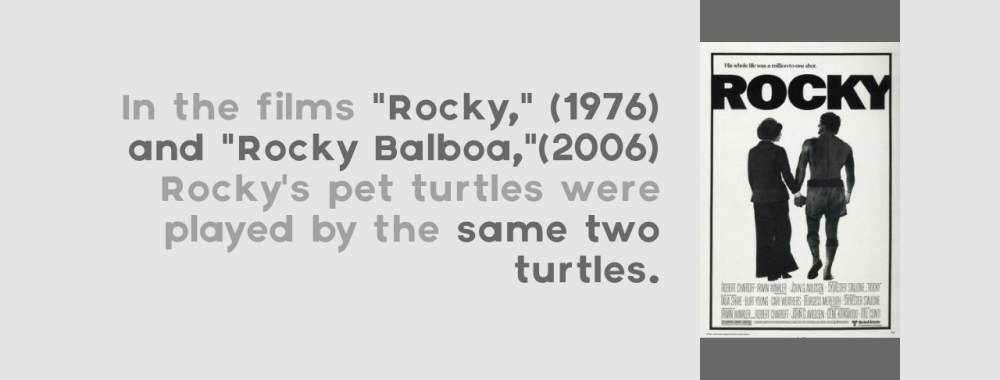 In the films "Rocky," (1976)
and "Rocky Balboa,"(2006)
Rocky's pet turtles were
played by the same two
turtles.
His whole life was a million-to-one shot.
ROCKY